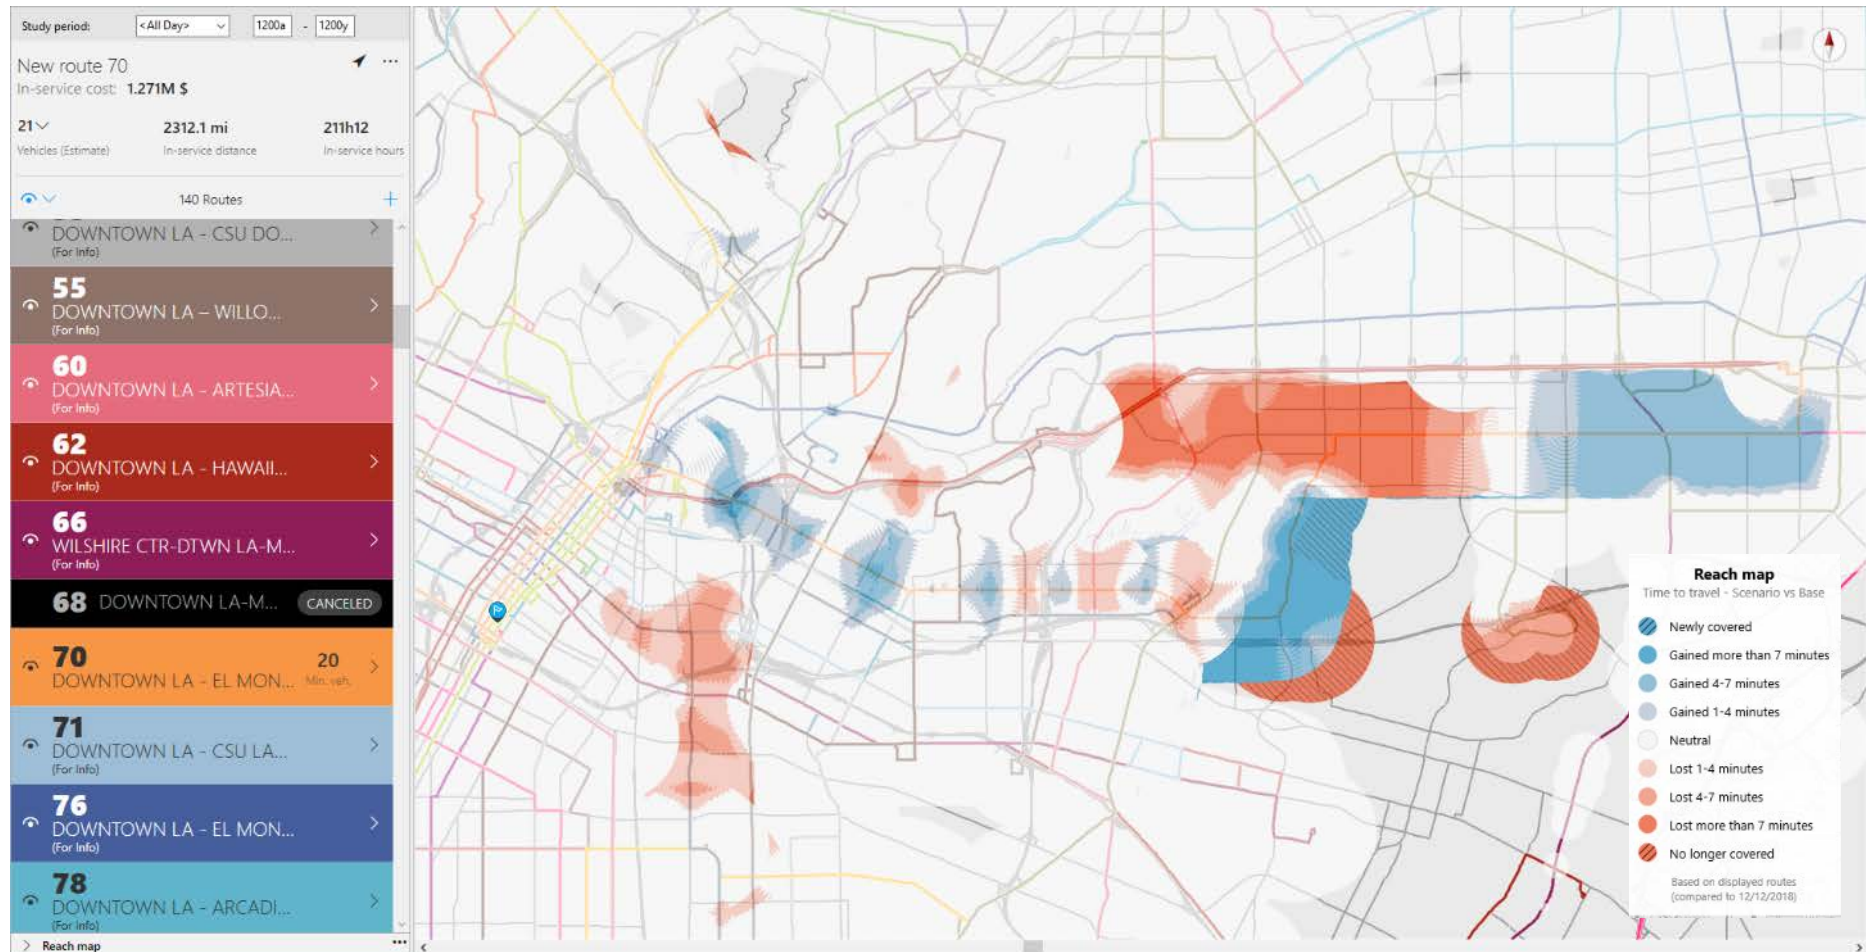 Study period: <All Day> 1200a - 1200y
New route 70
In-service cost: 1.271M $
21 2312.1 mi 211h12
Vehicles (Estimate) In-service distance In-service hours
140 Routes
DOWNTOWN LA - CSU DO...
(For Info)
55
DOWNTOWN LA – WILLO...
(For Info)
60
DOWNTOWN LA - ARTESIA...
(For Info)
62
DOWNTOWN LA - HAWAII...
(For Info)
66
WILSHIRE CTR-DTWN LA-M...
(For Info)
68 DOWNTOWN LA-M... CANCELED
70 20
DOWNTOWN LA - EL MON... Min. veh.
71
DOWNTOWN LA - CSU LA...
(For Info)
76
DOWNTOWN LA - EL MON...
(For Info)
78
DOWNTOWN LA - ARCADI...
(For Info)
Reach map
Reach map
Time to travel - Scenario vs Base
Newly covered
Gained more than 7 minutes
Gained 4-7 minutes
Gained 1-4 minutes
Neutral
Lost 1-4 minutes
Lost 4-7 minutes
Lost more than 7 minutes
No longer covered
Based on displayed routes
(compared to 12/12/2018)